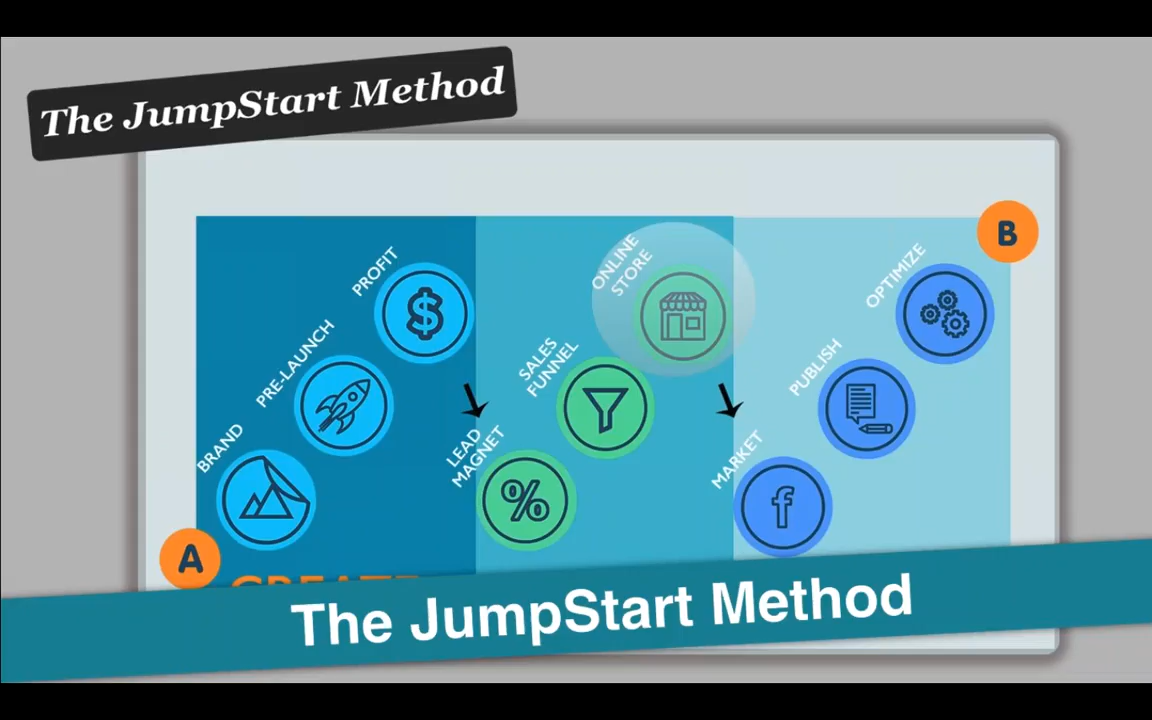 The JumpStart Method
B
PROFIT
$
ONLINE
STORE
OPTIMIZE
PRE-LAUNCH
SALES
FUNNEL
PUBLISH
BRAND
LEAD
MAGNET
%
MARKET
f
A
CREATE
The JumpStart Method